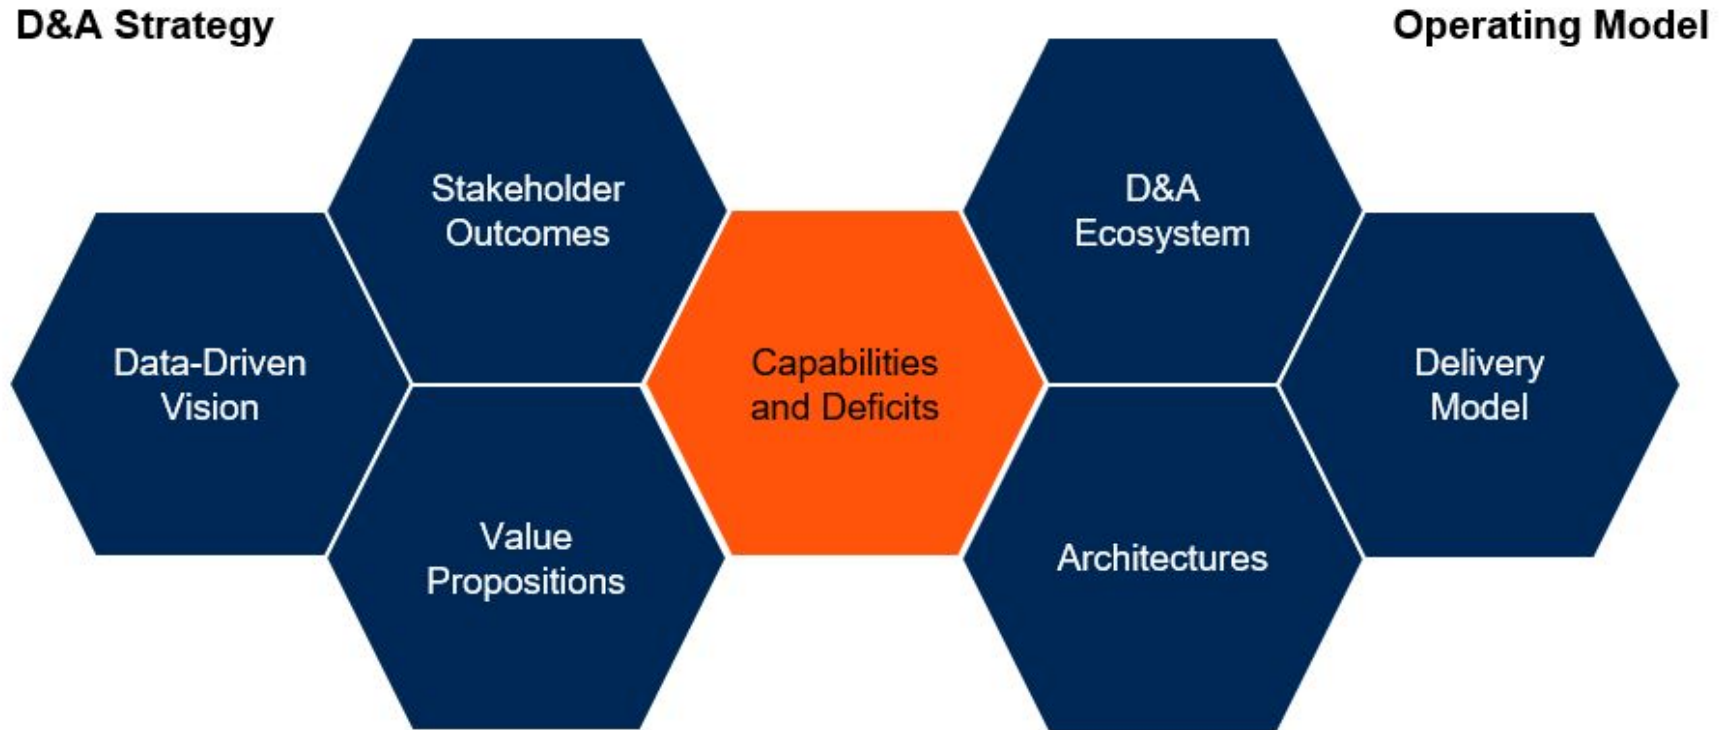 D&A Strategy
Operating Model
Stakeholder
Outcomes
D&A
Ecosystem
Data-Driven
Vision
Capabilities
and Deficits
Delivery
Model
Value
Propositions
Architectures